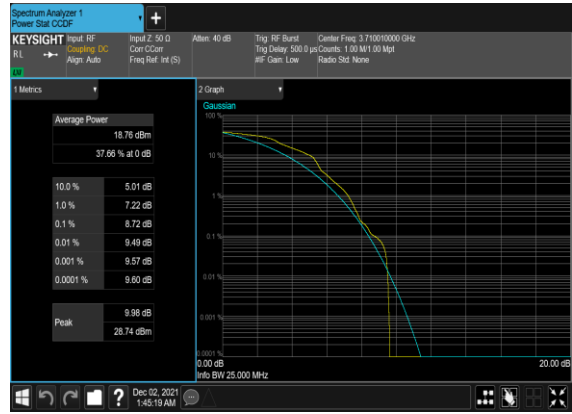 Spectrum Analyzer 1
Power Stat CCDF
KEYSIGHT Input: RF Input Z: 50 Ω Atten: 40 dB Trig: RF Burst Center Freq: 3.710010000 GHz
R L Coupling: DC Corr CCorr Trig Delay: 500.0 µs Counts: 1.00 M/1.00 Mpt
Align: Auto Freq Ref: Int (S) #IF Gain: Low Radio Std: None
1 Metrics
Average Power
18.76 dBm
37.66 % at 0 dB
10.0 % 5.01 dB
1.0 % 7.22 dB
0.1 % 8.72 dB
0.01 % 9.49 dB
0.001 % 9.57 dB
0.0001 % 9.60 dB
Peak 9.98 dB
28.74 dBm
2 Graph
Gaussian
100 %
10 %
1 %
0.1 %
0.01 %
0.001 %
0.0001 %
0.00 dB 20.00 dB
Info BW 25.000 MHz
? Dec 02, 2021
1:45:19 AM